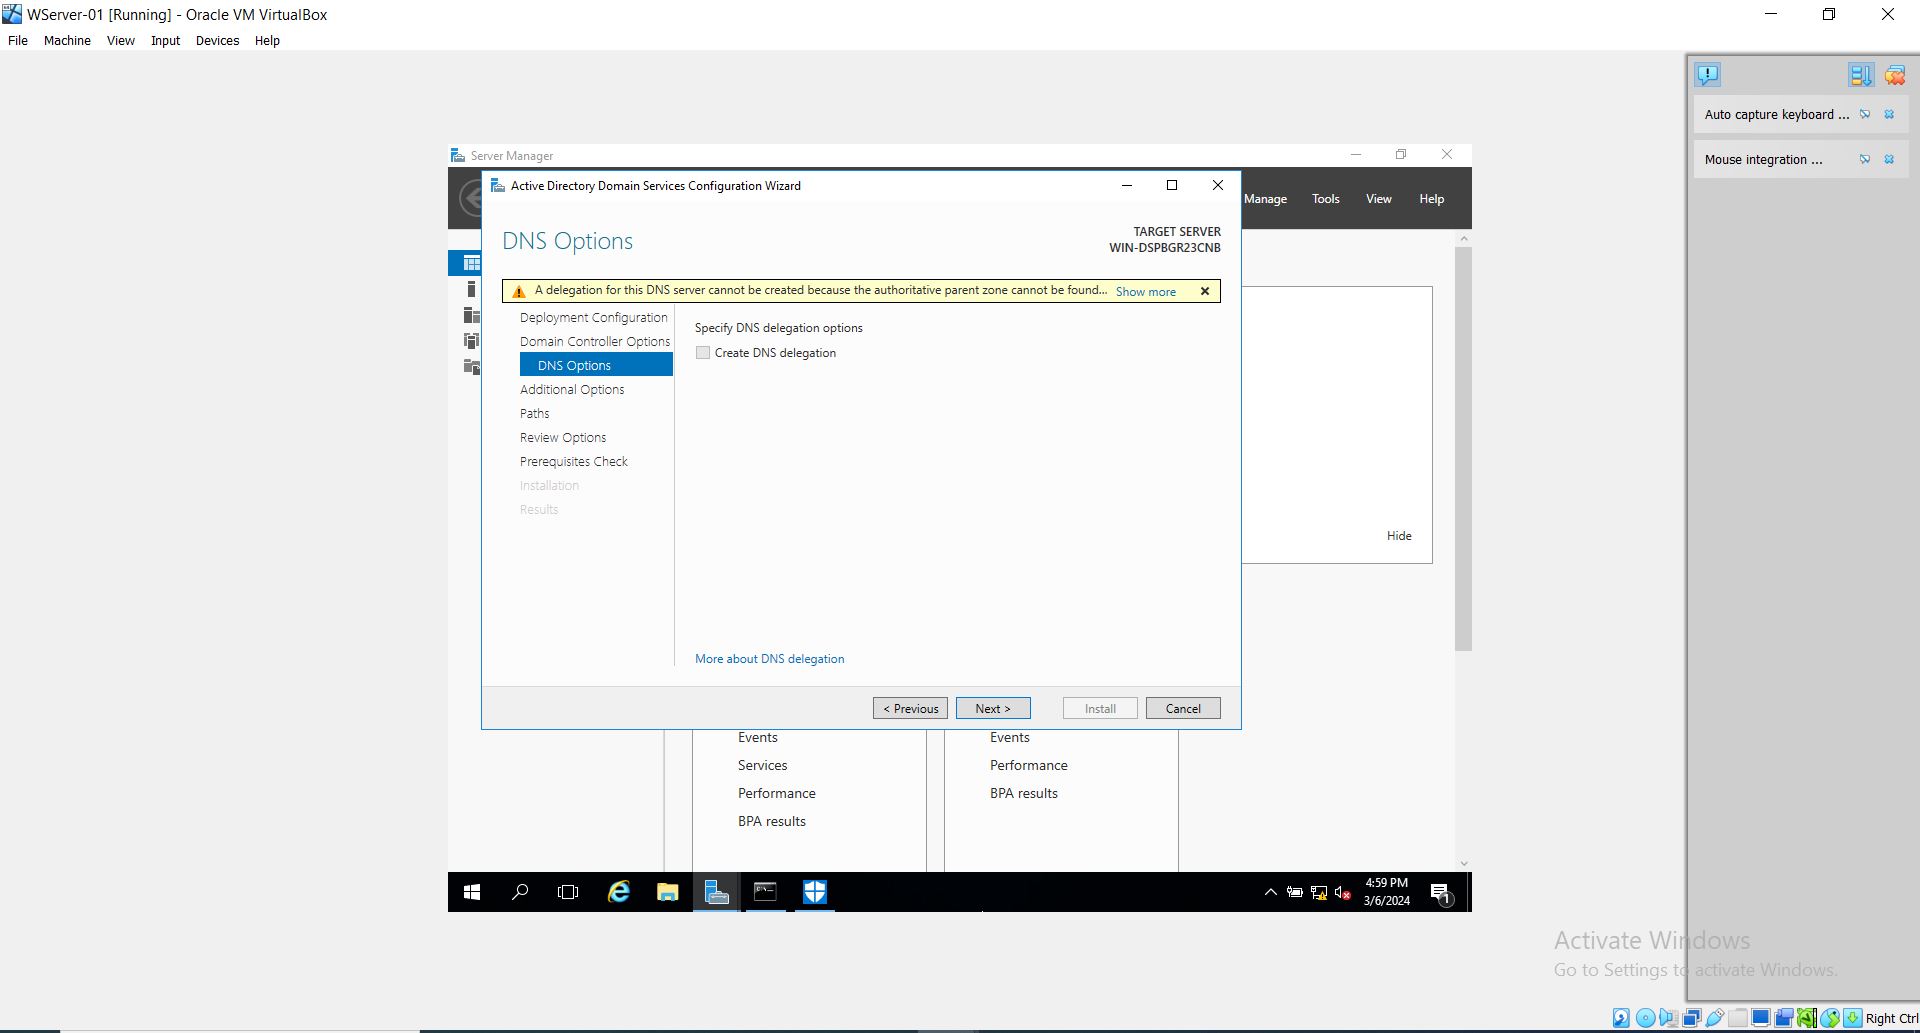 WServer-01 [Running] - Oracle VM VirtualBox
File Machine View Input Devices Help
Auto capture keyboard ...
Mouse integration ...
Server Manager
Manage Tools View Help
Active Directory Domain Services Configuration Wizard
DNS Options
TARGET SERVER
WIN-DSPBGR23CNB
A delegation for this DNS server cannot be created because the authoritative parent zone cannot be found... Show more
Deployment Configuration
Domain Controller Options
DNS Options
Additional Options
Paths
Review Options
Prerequisites Check
Installation
Results
Specify DNS delegation options
Create DNS delegation
More about DNS delegation
< Previous Next > Install Cancel
Hide
Events
Services
Performance
BPA results
Events
Performance
BPA results
4:59 PM
3/6/2024
1
Activate Windows
Go to Settings to activate Windows.
Right Ctrl